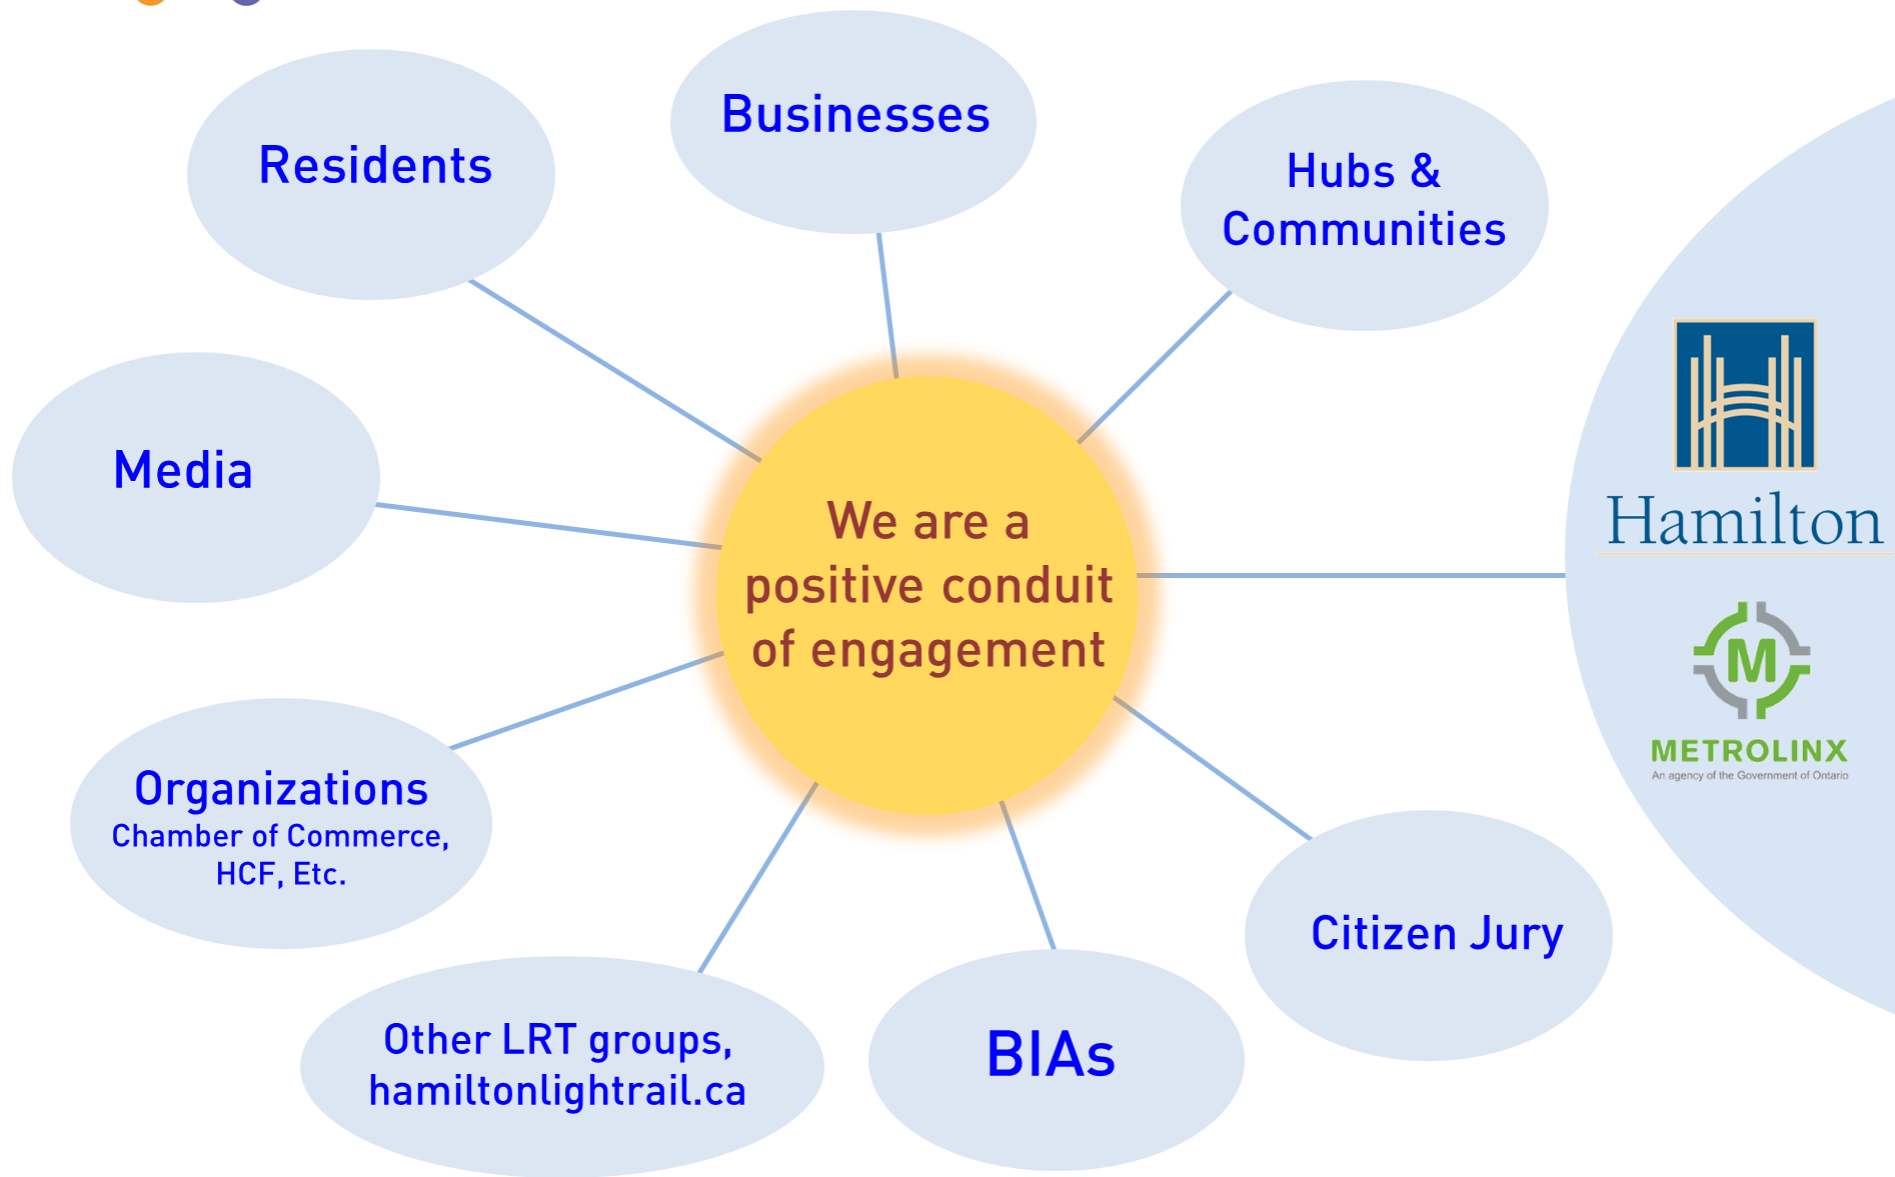 Businesses
Residents
Hubs &
Communities
Media
We are a
positive conduit
of engagement
Hamilton
M
METROLINX
An agency of the Government of Ontario
Organizations
Chamber of Commerce,
HCF, Etc.
Citizen Jury
Other LRT groups,
hamiltonlightrail.ca
BIAs